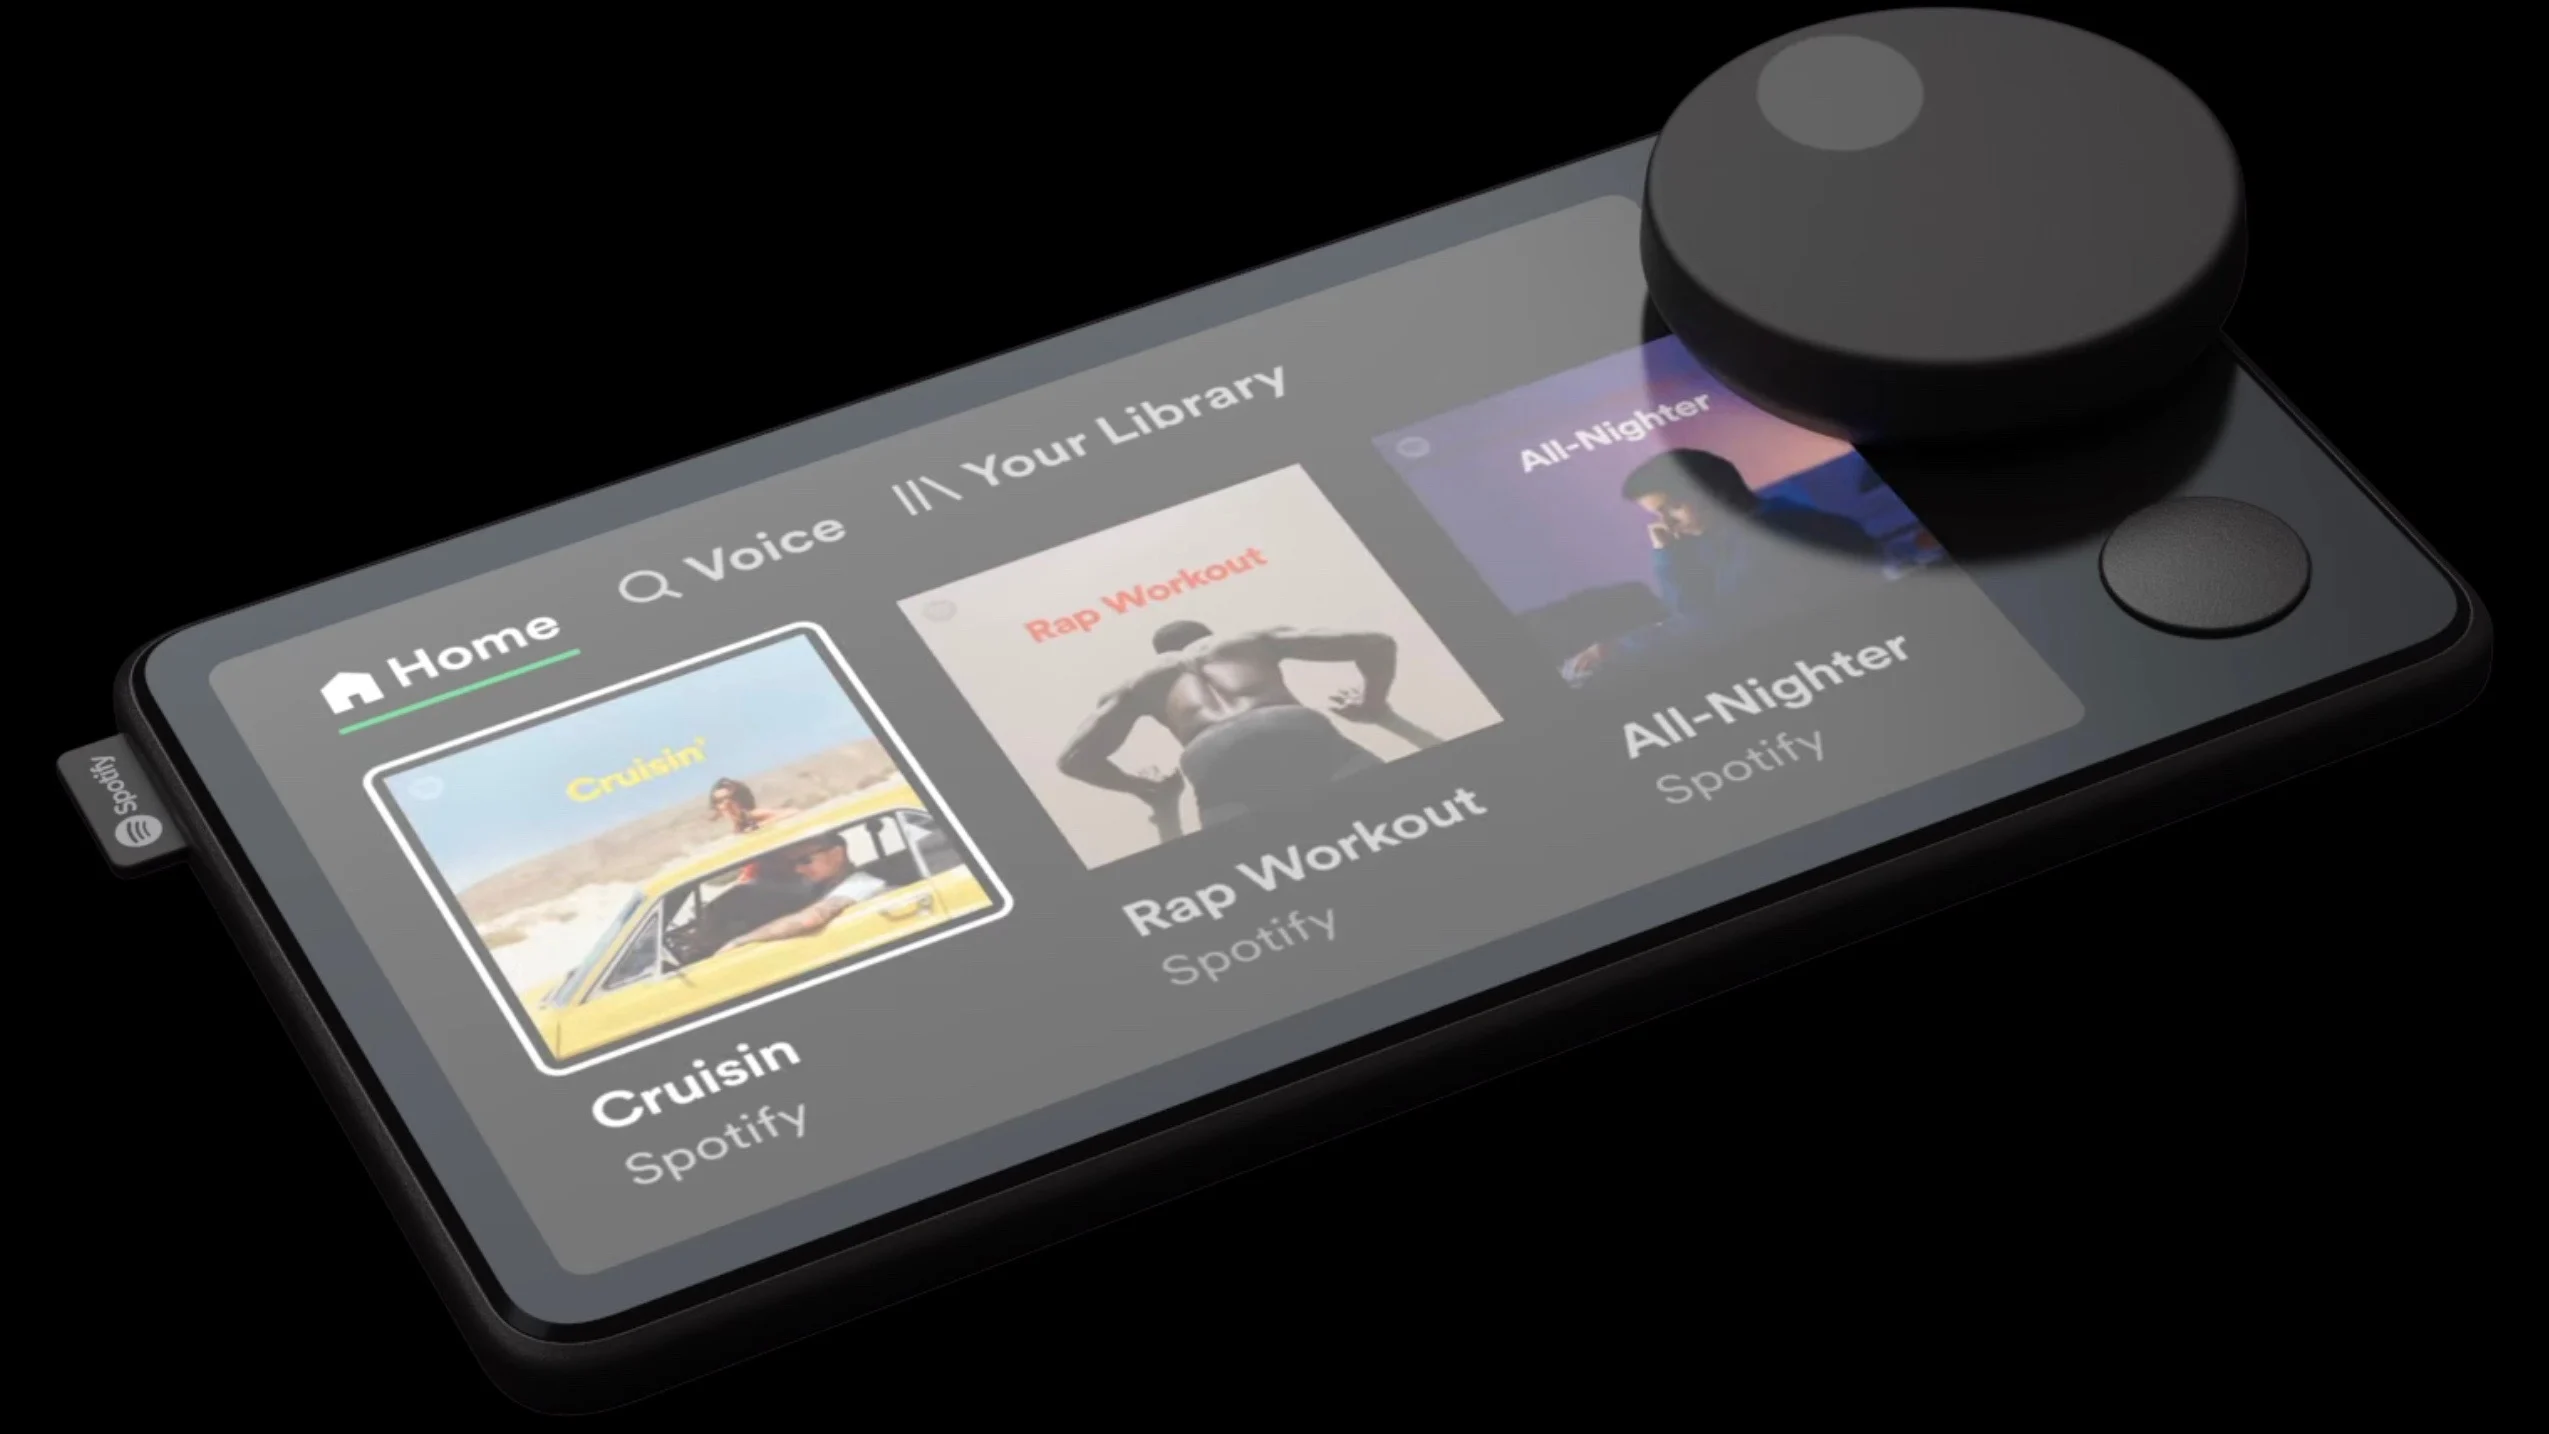 Home
Voice
Your Library
Cruisin'
Rap Workout
All-Nighter
Cruisin
Spotify
Rap Workout
Spotify
All-Nighter
Spotify
Spotify